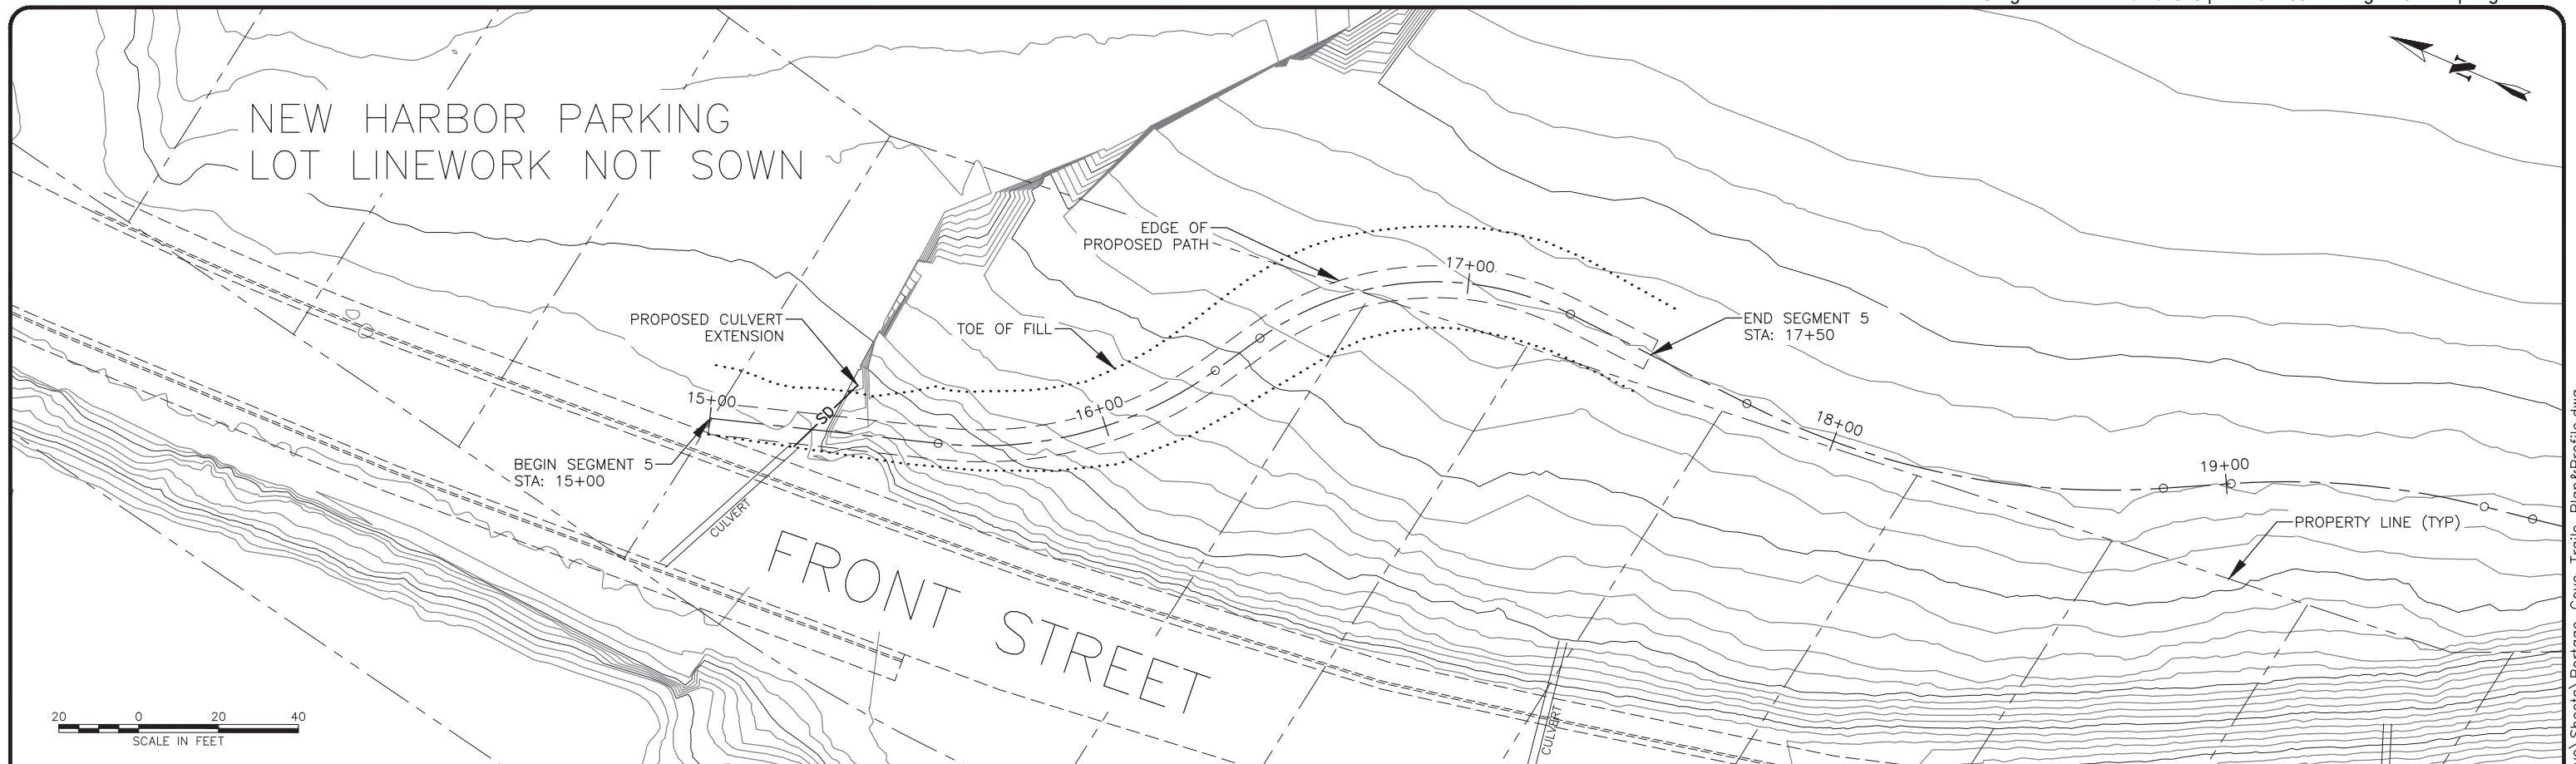 NEW HARBOR PARKING
LOT LINEWORK NOT SOWN
N
EDGE OF
PROPOSED PATH
17+00
PROPOSED CULVERT
EXTENSION
TOE OF FILL
END SEGMENT 5
STA: 17+50
15+00
SD
16+00
18+00
BEGIN SEGMENT 5
STA: 15+00
19+00
CULVERT
PROPERTY LINE (TYP)
FRONT STREET
CULVERT
20 0 20 40
SCALE IN FEET